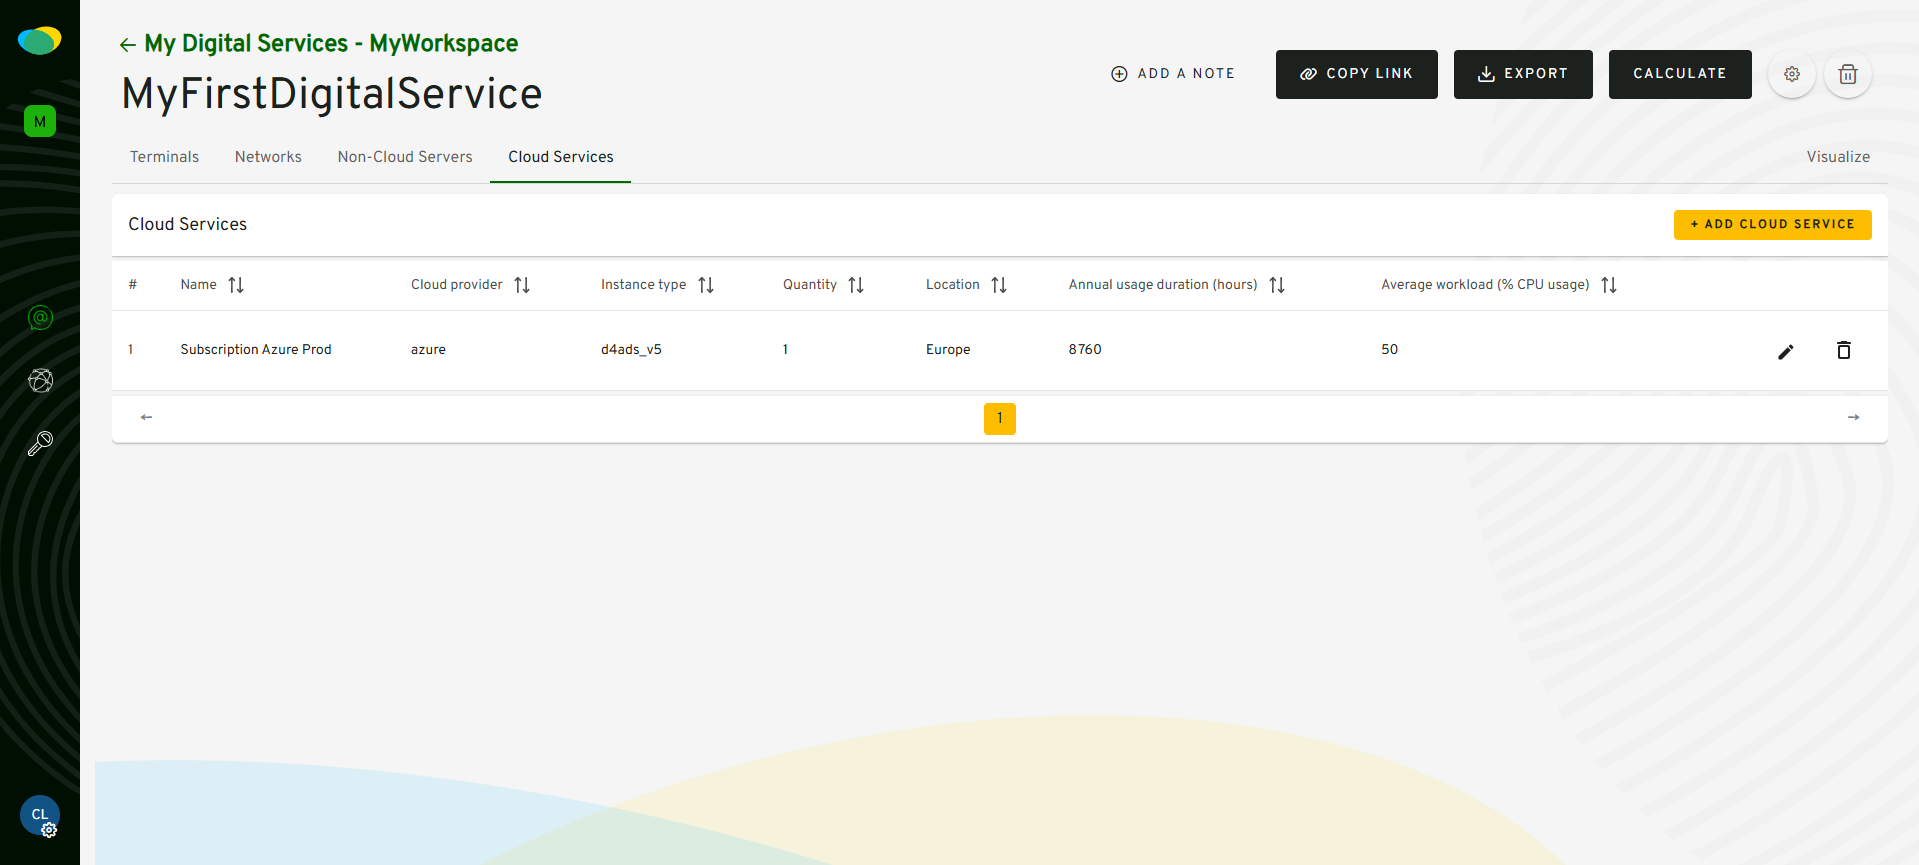 My Digital Services - MyWorkspace
MyFirstDigitalService
ADD A NOTE
COPY LINK
EXPORT
CALCULATE
M
Terminals
Networks
Non-Cloud Servers
Cloud Services
Visualize
Cloud Services
+ ADD CLOUD SERVICE
# Name Cloud provider Instance type Quantity Location Annual usage duration (hours) Average workload (% CPU usage)
1 Subscription Azure Prod azure d4ads_v5 1 Europe 8760 50
1
CL